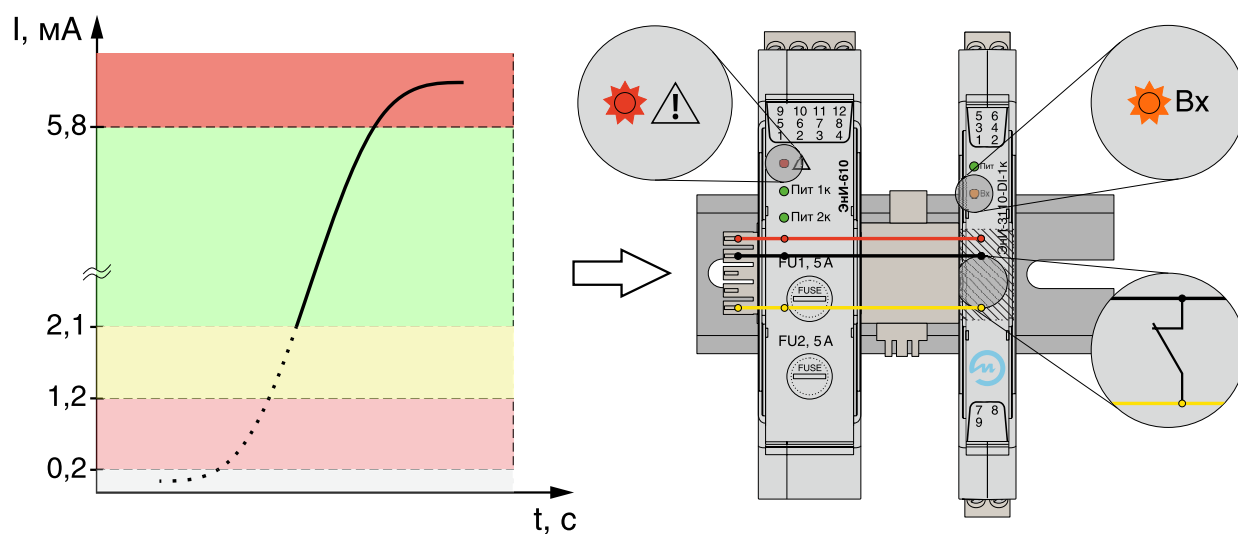 I, мА
5,8
2,1
1,2
0,2
t, с
⚠
9 10 11 12
5 6 7 8
1 2 3 4
⚠
Пит 1к
Пит 2к
ЭнИ-610
FU1, 5 А
FUSE
FU2, 5 А
FUSE
5 6
3 4
1 2
Пит
Вх
ЭнИ-3110-DI-1к
7 8
9
Вх